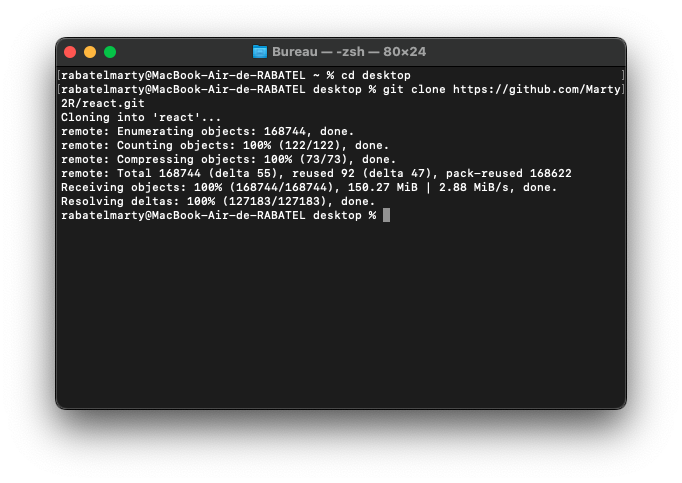 Bureau — -zsh — 80×24
[rabatelmarty@MacBook-Air-de-RABATEL ~ % cd desktop ]
[rabatelmarty@MacBook-Air-de-RABATEL desktop % git clone https://github.com/Marty]
2R/react.git
Cloning into 'react'...
remote: Enumerating objects: 168744, done.
remote: Counting objects: 100% (122/122), done.
remote: Compressing objects: 100% (73/73), done.
remote: Total 168744 (delta 55), reused 92 (delta 47), pack-reused 168622
Receiving objects: 100% (168744/168744), 150.27 MiB | 2.88 MiB/s, done.
Resolving deltas: 100% (127183/127183), done.
rabatelmarty@MacBook-Air-de-RABATEL desktop %